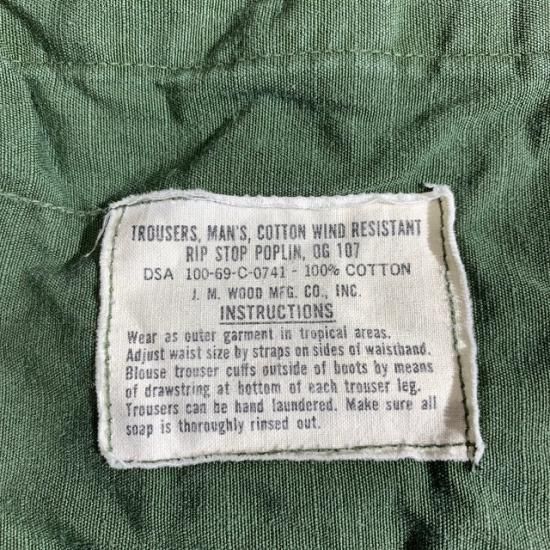 TROUSERS, MAN'S, COTTON WIND RESISTANT
RIP STOP POPLIN, OG 107
DSA 100-69-C-0741 - 100% COTTON
J. M. WOOD MFG. CO., INC.
INSTRUCTIONS
Wear as outer garment in tropical areas.
Adjust waist size by straps on sides of waistband.
Blouse trouser cuffs outside of boots by means
of drawstring at bottom of each trouser leg.
Trousers can be hand laundered. Make sure all
soap is thoroughly rinsed out.